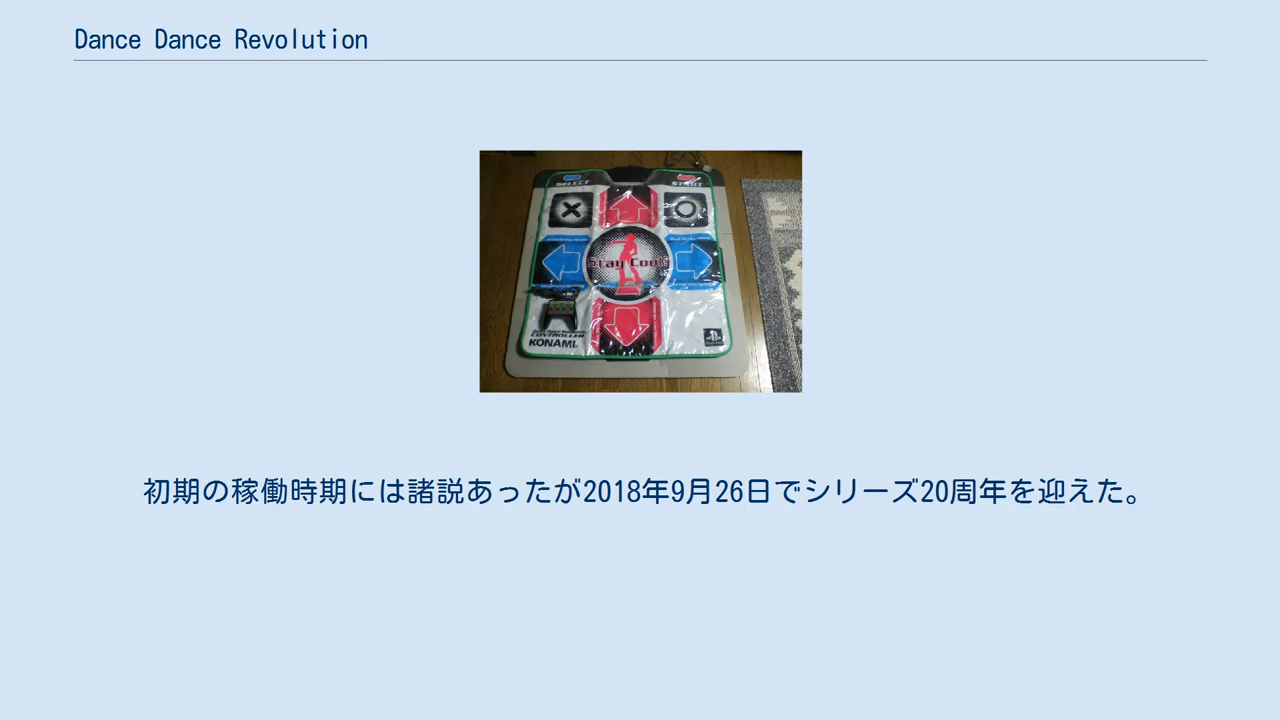 Dance Dance Revolution
SELECT
START
Stay Cool!
CONTROLLER
KONAMI
初期の稼働時期には諸説あったが2018年9月26日でシリーズ20周年を迎えた。